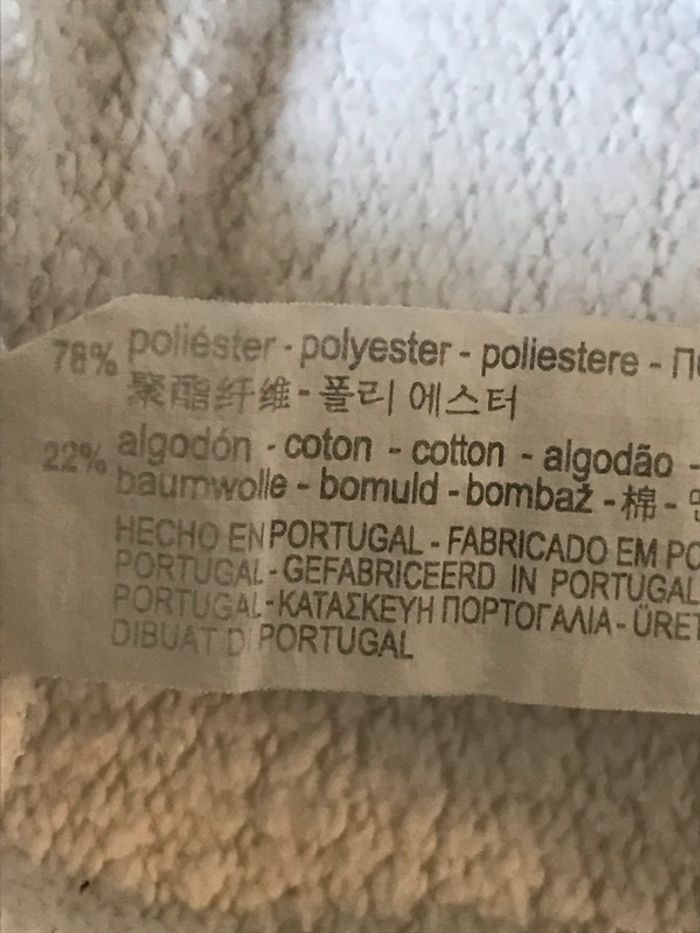 78% poliéster - polyester - poliestere -
聚酯纤维 - 폴리 에스터
22% algodón - coton - cotton - algodão -
baumwolle - bomuld - bombaž - 棉 -
HECHO EN PORTUGAL - FABRICADO EM
PORTUGAL - GEFABRICEERD IN PORTUGAL
PORTUGAL - ΚΑΤΑΣΚΕΥΗ ΠΟΡΤΟΓΑΛΙΑ -
DIBUAT DI PORTUGAL